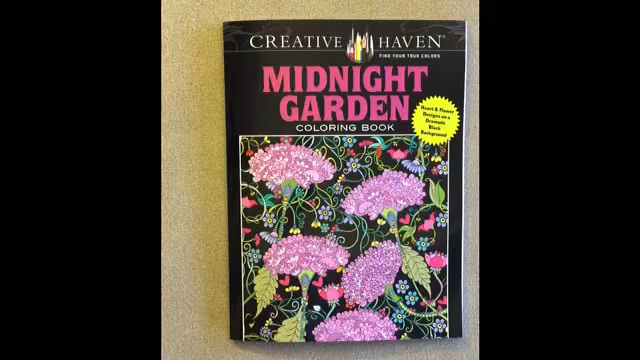 CREATIVE HAVEN
FIND YOUR TRUE COLORS
MIDNIGHT
GARDEN
COLORING BOOK
Heart & Flower
Designs on a
Dramatic
Black
Background